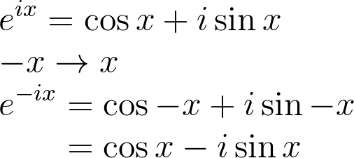 e^{ix} = cos x + i sin x
−x → x
e^{−ix} = cos −x + i sin −x
= cos x − i sin x